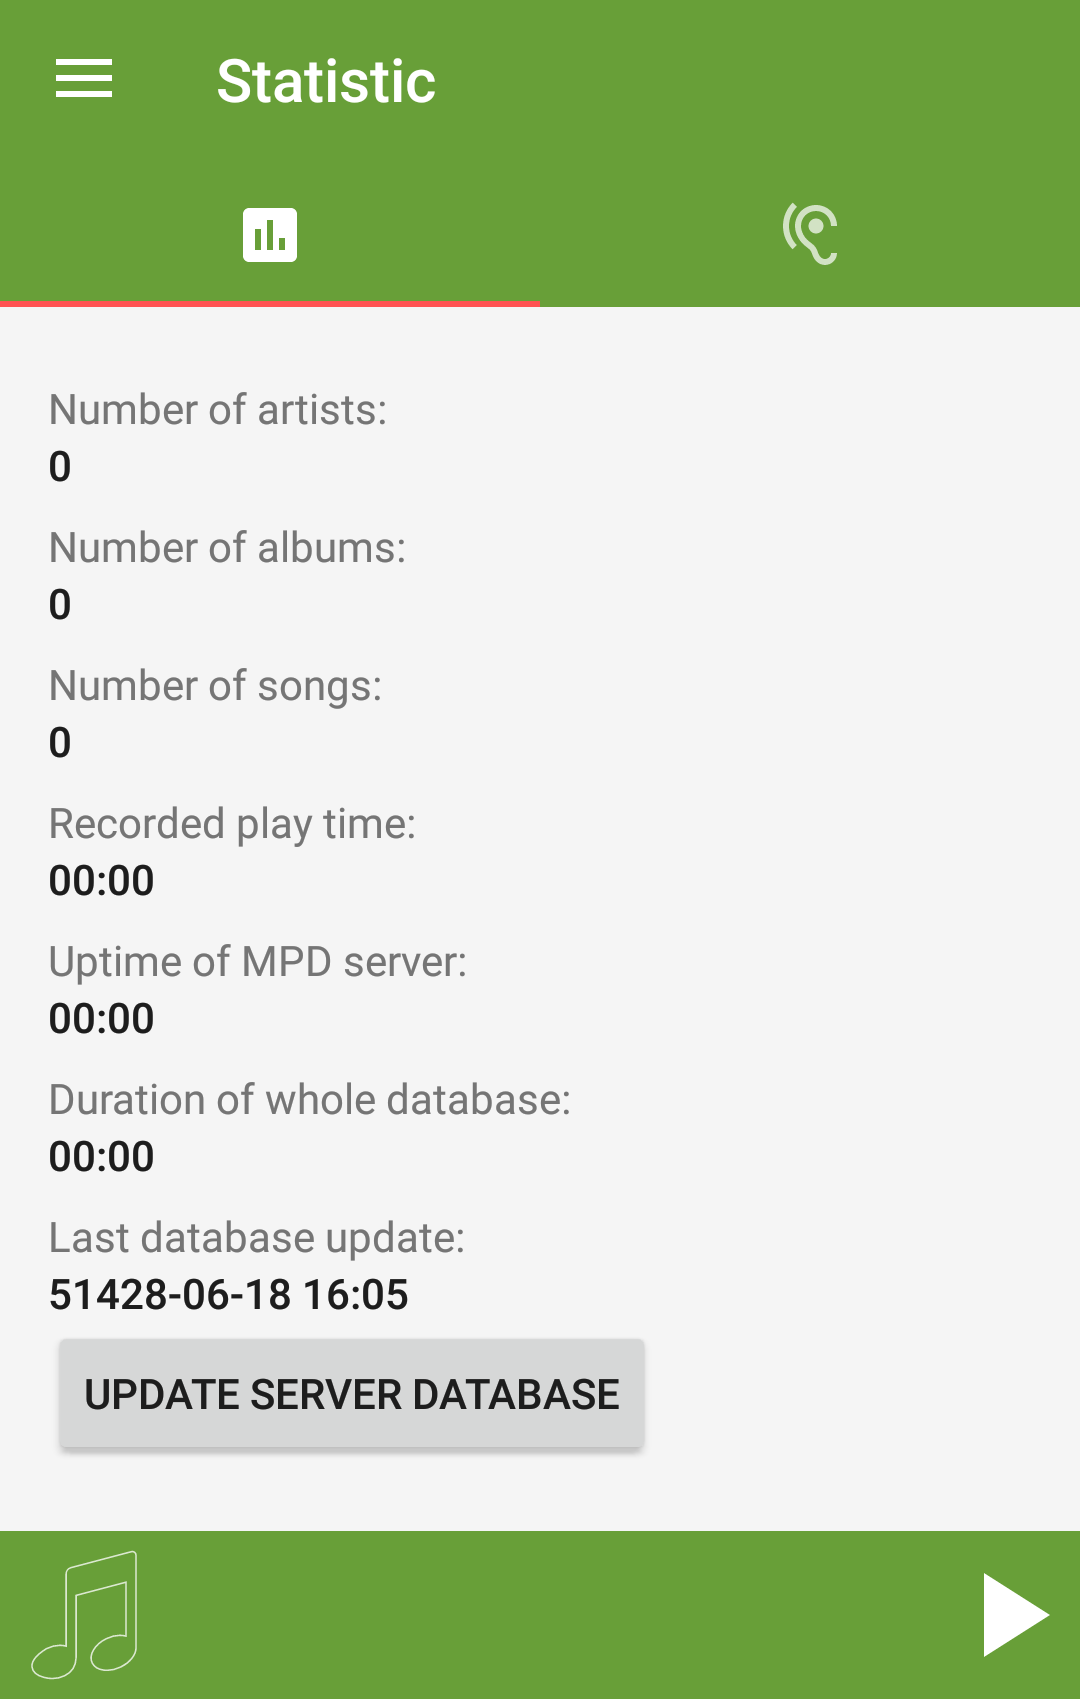 Statistic
Number of artists:
0
Number of albums:
0
Number of songs:
0
Recorded play time:
00:00
Uptime of MPD server:
00:00
Duration of whole database:
00:00
Last database update:
51428-06-18 16:05
UPDATE SERVER DATABASE